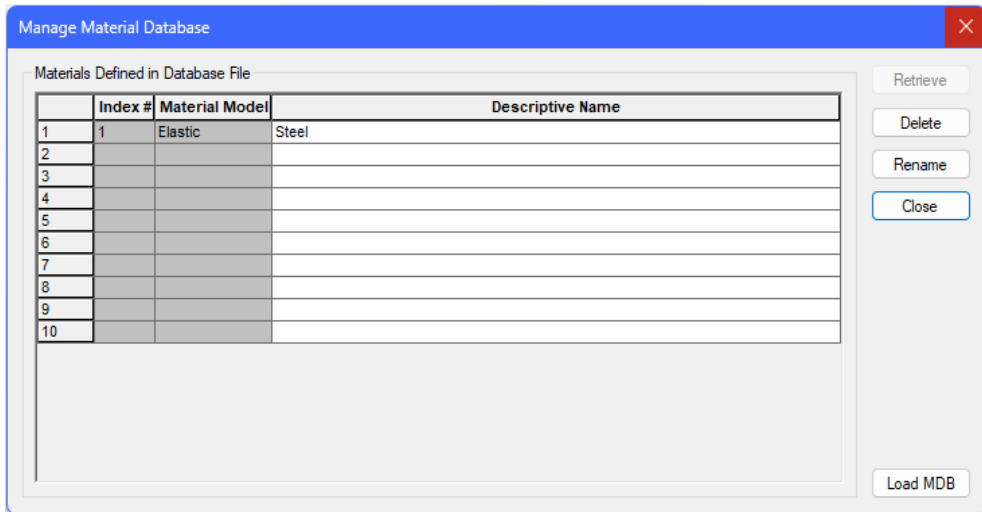 Manage Material Database
Materials Defined in Database File
Index # Material Model Descriptive Name
1 1 Elastic Steel
2
3
4
5
6
7
8
9
10
Retrieve
Delete
Rename
Close
Load MDB